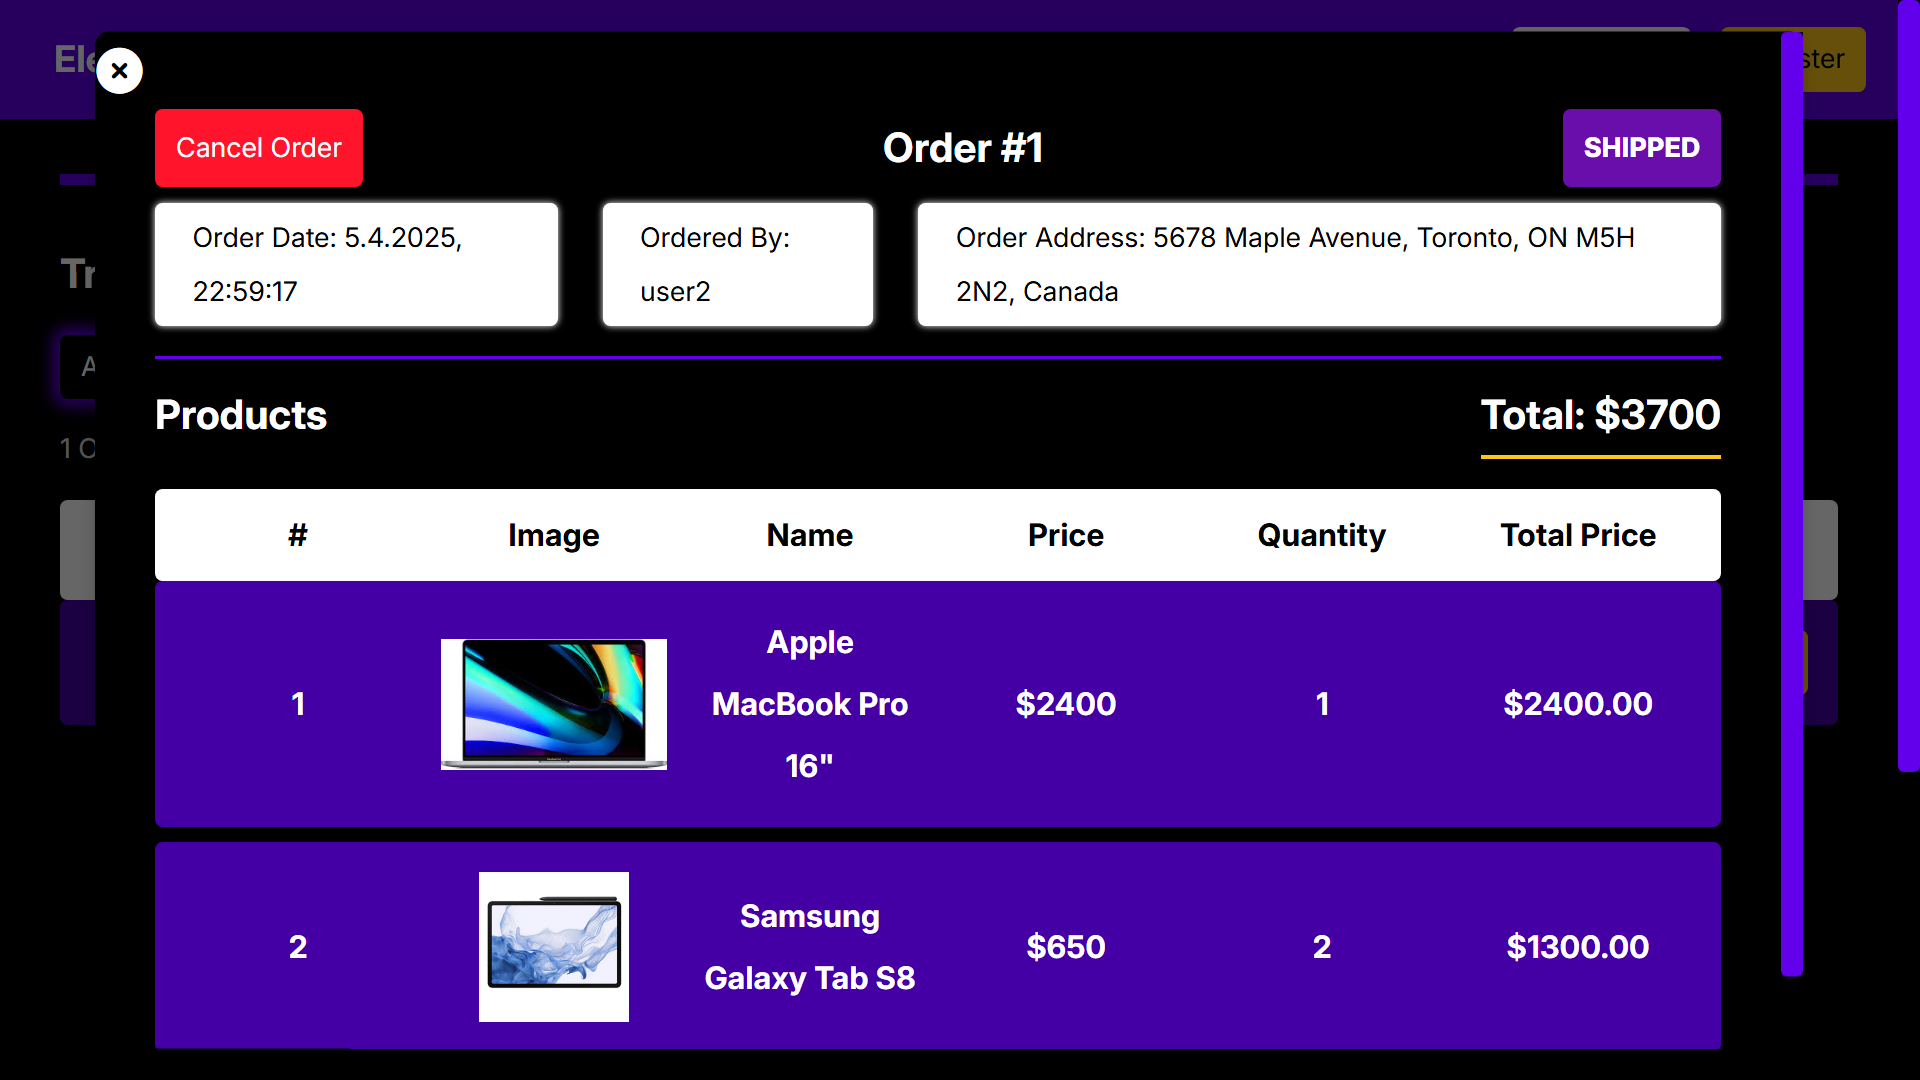 Ele
ster
Cancel Order
Order #1
SHIPPED
Order Date: 5.4.2025,
22:59:17
Ordered By:
user2
Order Address: 5678 Maple Avenue, Toronto, ON M5H
2N2, Canada
Tr
A
1 O
Products
Total: $3700
# Image Name Price Quantity Total Price
1
Apple
MacBook Pro
16"
$2400
1
$2400.00
2
Samsung
Galaxy Tab S8
$650
2
$1300.00